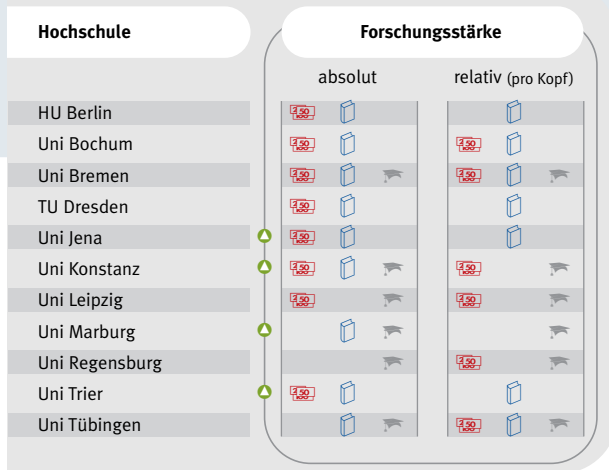 Hochschule Forschungsstärke
absolut relativ (pro Kopf)
HU Berlin
Uni Bochum
Uni Bremen
TU Dresden
Uni Jena
Uni Konstanz
Uni Leipzig
Uni Marburg
Uni Regensburg
Uni Trier
Uni Tübingen